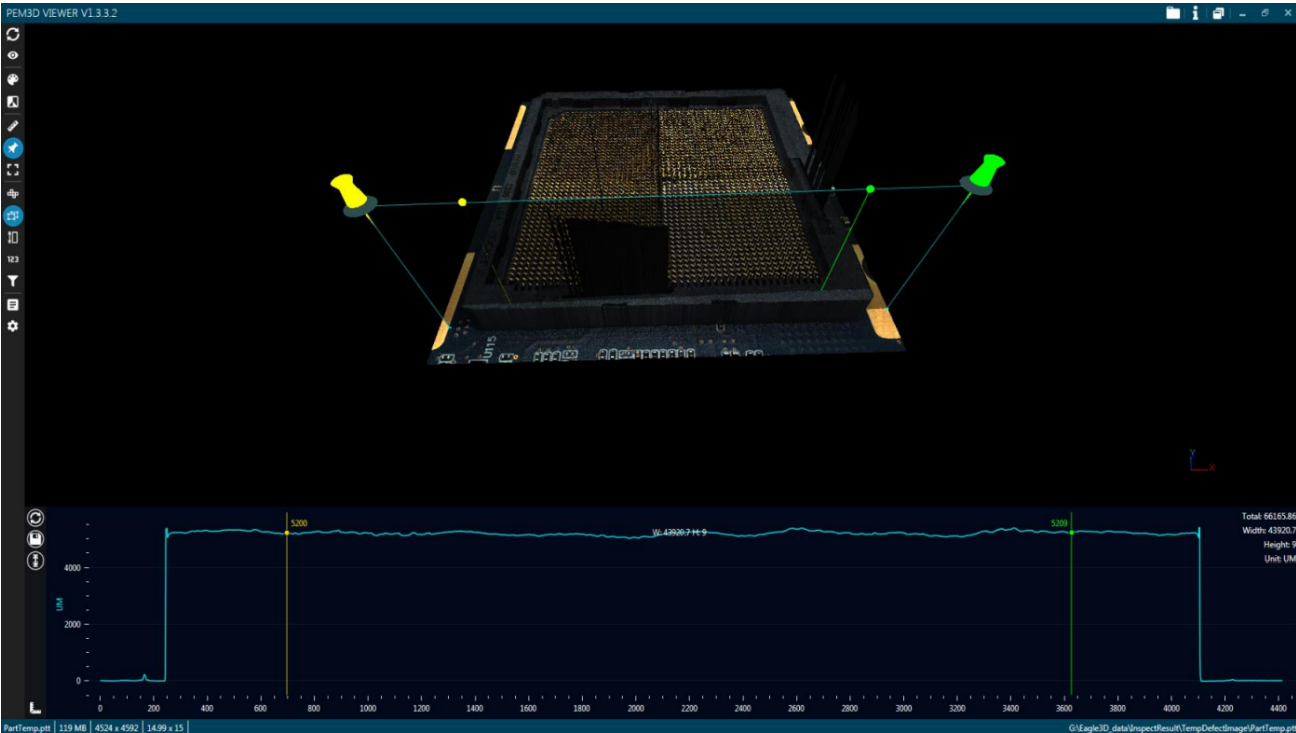 PEM3D VIEWER V1.3.3.2
123
U115
5200
W: 43920.7 H: 9
5209
Total: 66165.86
Width: 43920.7
Height: 9
Unit: UM
4000
2000
0
UM
0 200 400 600 800 1000 1200 1400 1600 1800 2000 2200 2400 2600 2800 3000 3200 3400 3600 3800 4000 4200 4400
Y
X
PartTemp.ptt 119 MB 4524 x 4592 14.99 x 15
G:\Eagle3D_data\InspectResult\TempDefectImage\PartTemp.ptt